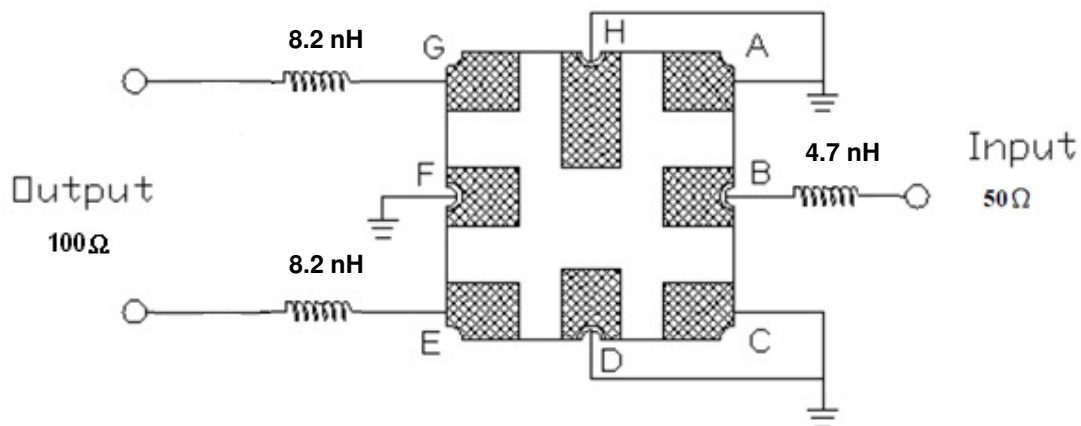 8.2 nH
G
H
A
Output
100Ω
F
B
4.7 nH
Input
50Ω
8.2 nH
E
D
C